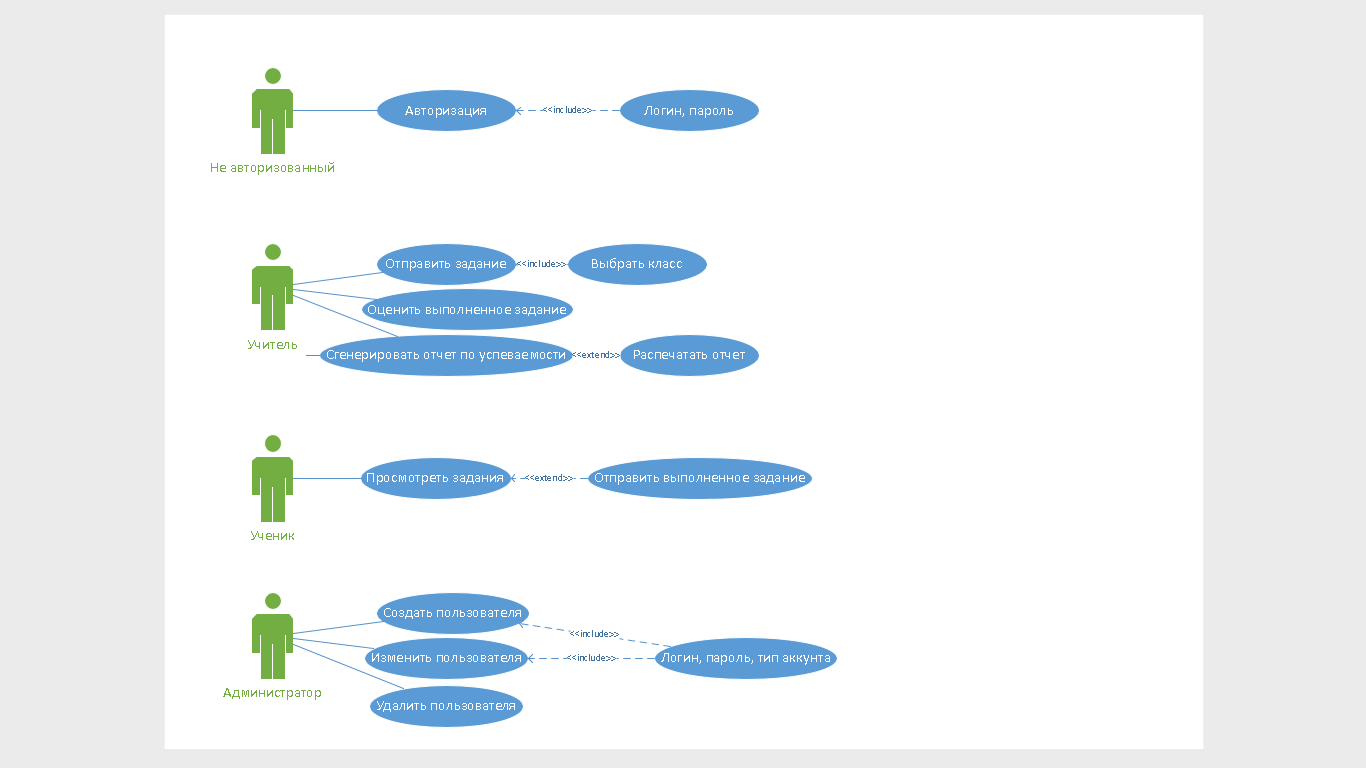 Авторизация
<<include>>
Логин, пароль
Не авторизованный
Отправить задание
<<include>>
Выбрать класс
Оценить выполненное задание
Учитель
Сгенерировать отчет по успеваемости
<<extend>>
Распечатать отчет
Просмотреть задания
<<extend>>
Отправить выполненное задание
Ученик
Создать пользователя
<<include>>
Изменить пользователя
<<include>>
Логин, пароль, тип аккунта
Администратор
Удалить пользователя